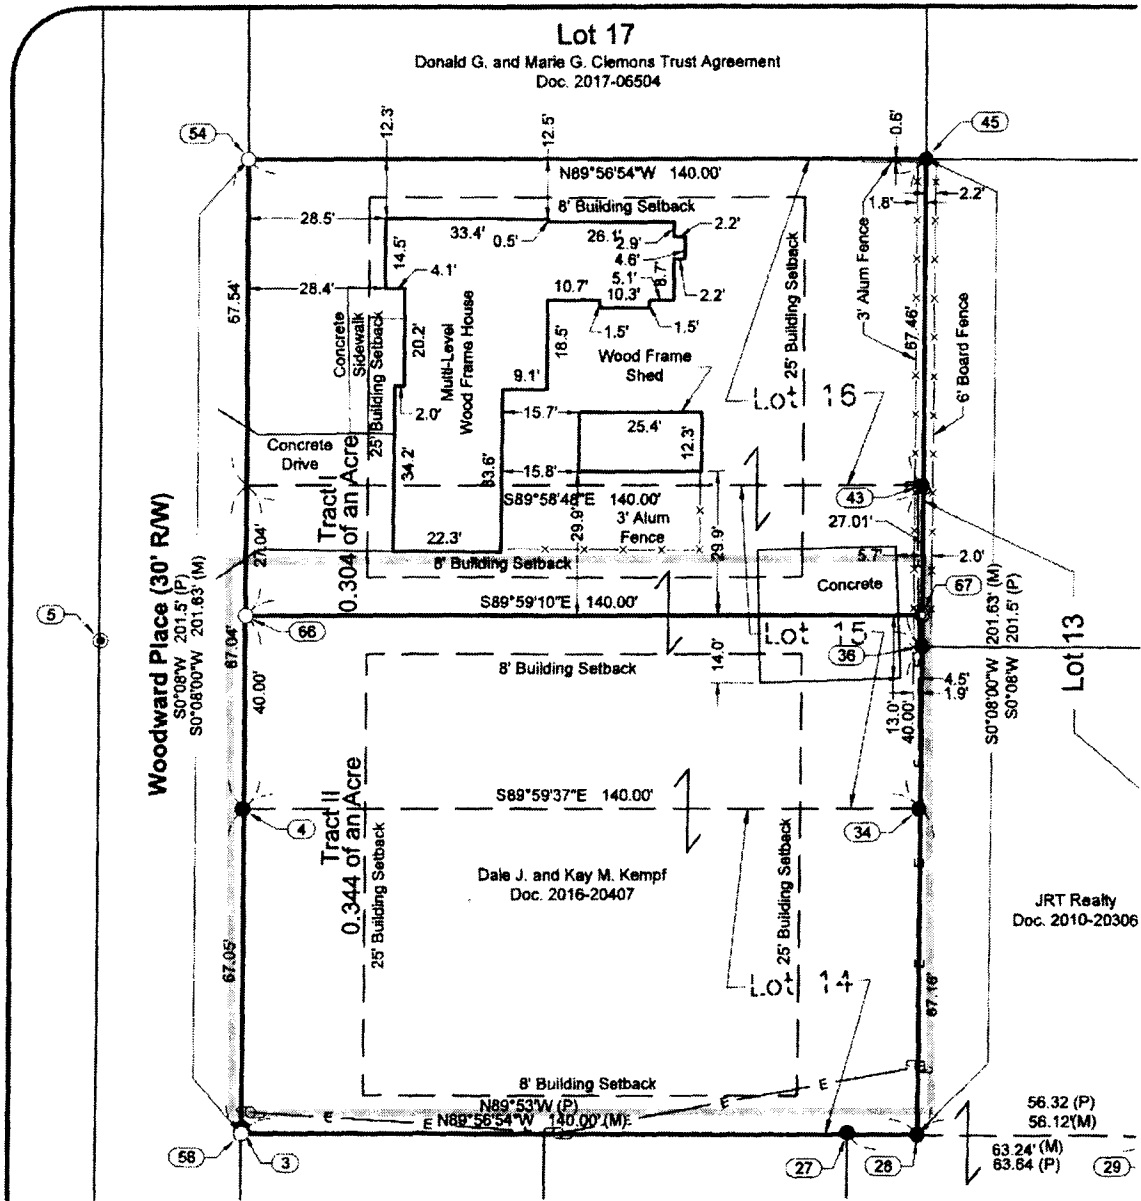 Lot 17
Donald G. and Marie G. Clemons Trust Agreement
Doc. 2017-06504
54
45
12.3'
12.5'
0.6'
N89°56'54"W 140.00'
8' Building Setback
2.2'
1.8'
28.5'
33.4'
0.5'
26.1'
2.9'
2.2'
4.6'
14.5'
4.1'
5.1'
8.7'
28.4'
10.7'
10.3'
2.2'
1.5'
1.5'
57.54'
Concrete
Sidewalk
25' Building Setback
20.2'
Multi-Level
Wood Frame House
18.5'
Wood Frame
Shed
25' Building Setback
3' Alum Fence
67.46'
6' Board Fence
9.1'
2.0'
15.7'
25.4'
12.3'
Lot 16
Concrete
Drive
34.2'
63.6'
15.8'
S89°58'48"E 140.00'
43
3' Alum
Fence
29.9'
29.9'
27.01'
22.3'
27.04'
Tract I
0.304 of an Acre
8' Building Setback
5.7'
2.0'
Concrete
67
S89°59'10"E 140.00'
5
66
Woodward Place (30' R/W)
S0°08'W 201.5' (P)
S0°08'00"W 201.63' (M)
67.04'
40.00'
8' Building Setback
14.0'
Lot 15
36
4.5'
1.9'
13.0'
40.00'
S0°08'00"W 201.63' (M)
S0°08'W 201.5' (P)
Lot 13
S89°59'37"E 140.00'
4
34
Tract II
0.344 of an Acre
25' Building Setback
Dale J. and Kay M. Kempf
Doc. 2016-20407
25' Building Setback
JRT Realty
Doc. 2010-20306
67.05'
Lot 14
67.16'
8' Building Setback
E
E
E
E
N89°53'W (P)
N89°56'54"W 140.00'(M)
56.32 (P)
56.12'(M)
63.24' (M)
63.64 (P)
58
3
27
28
29